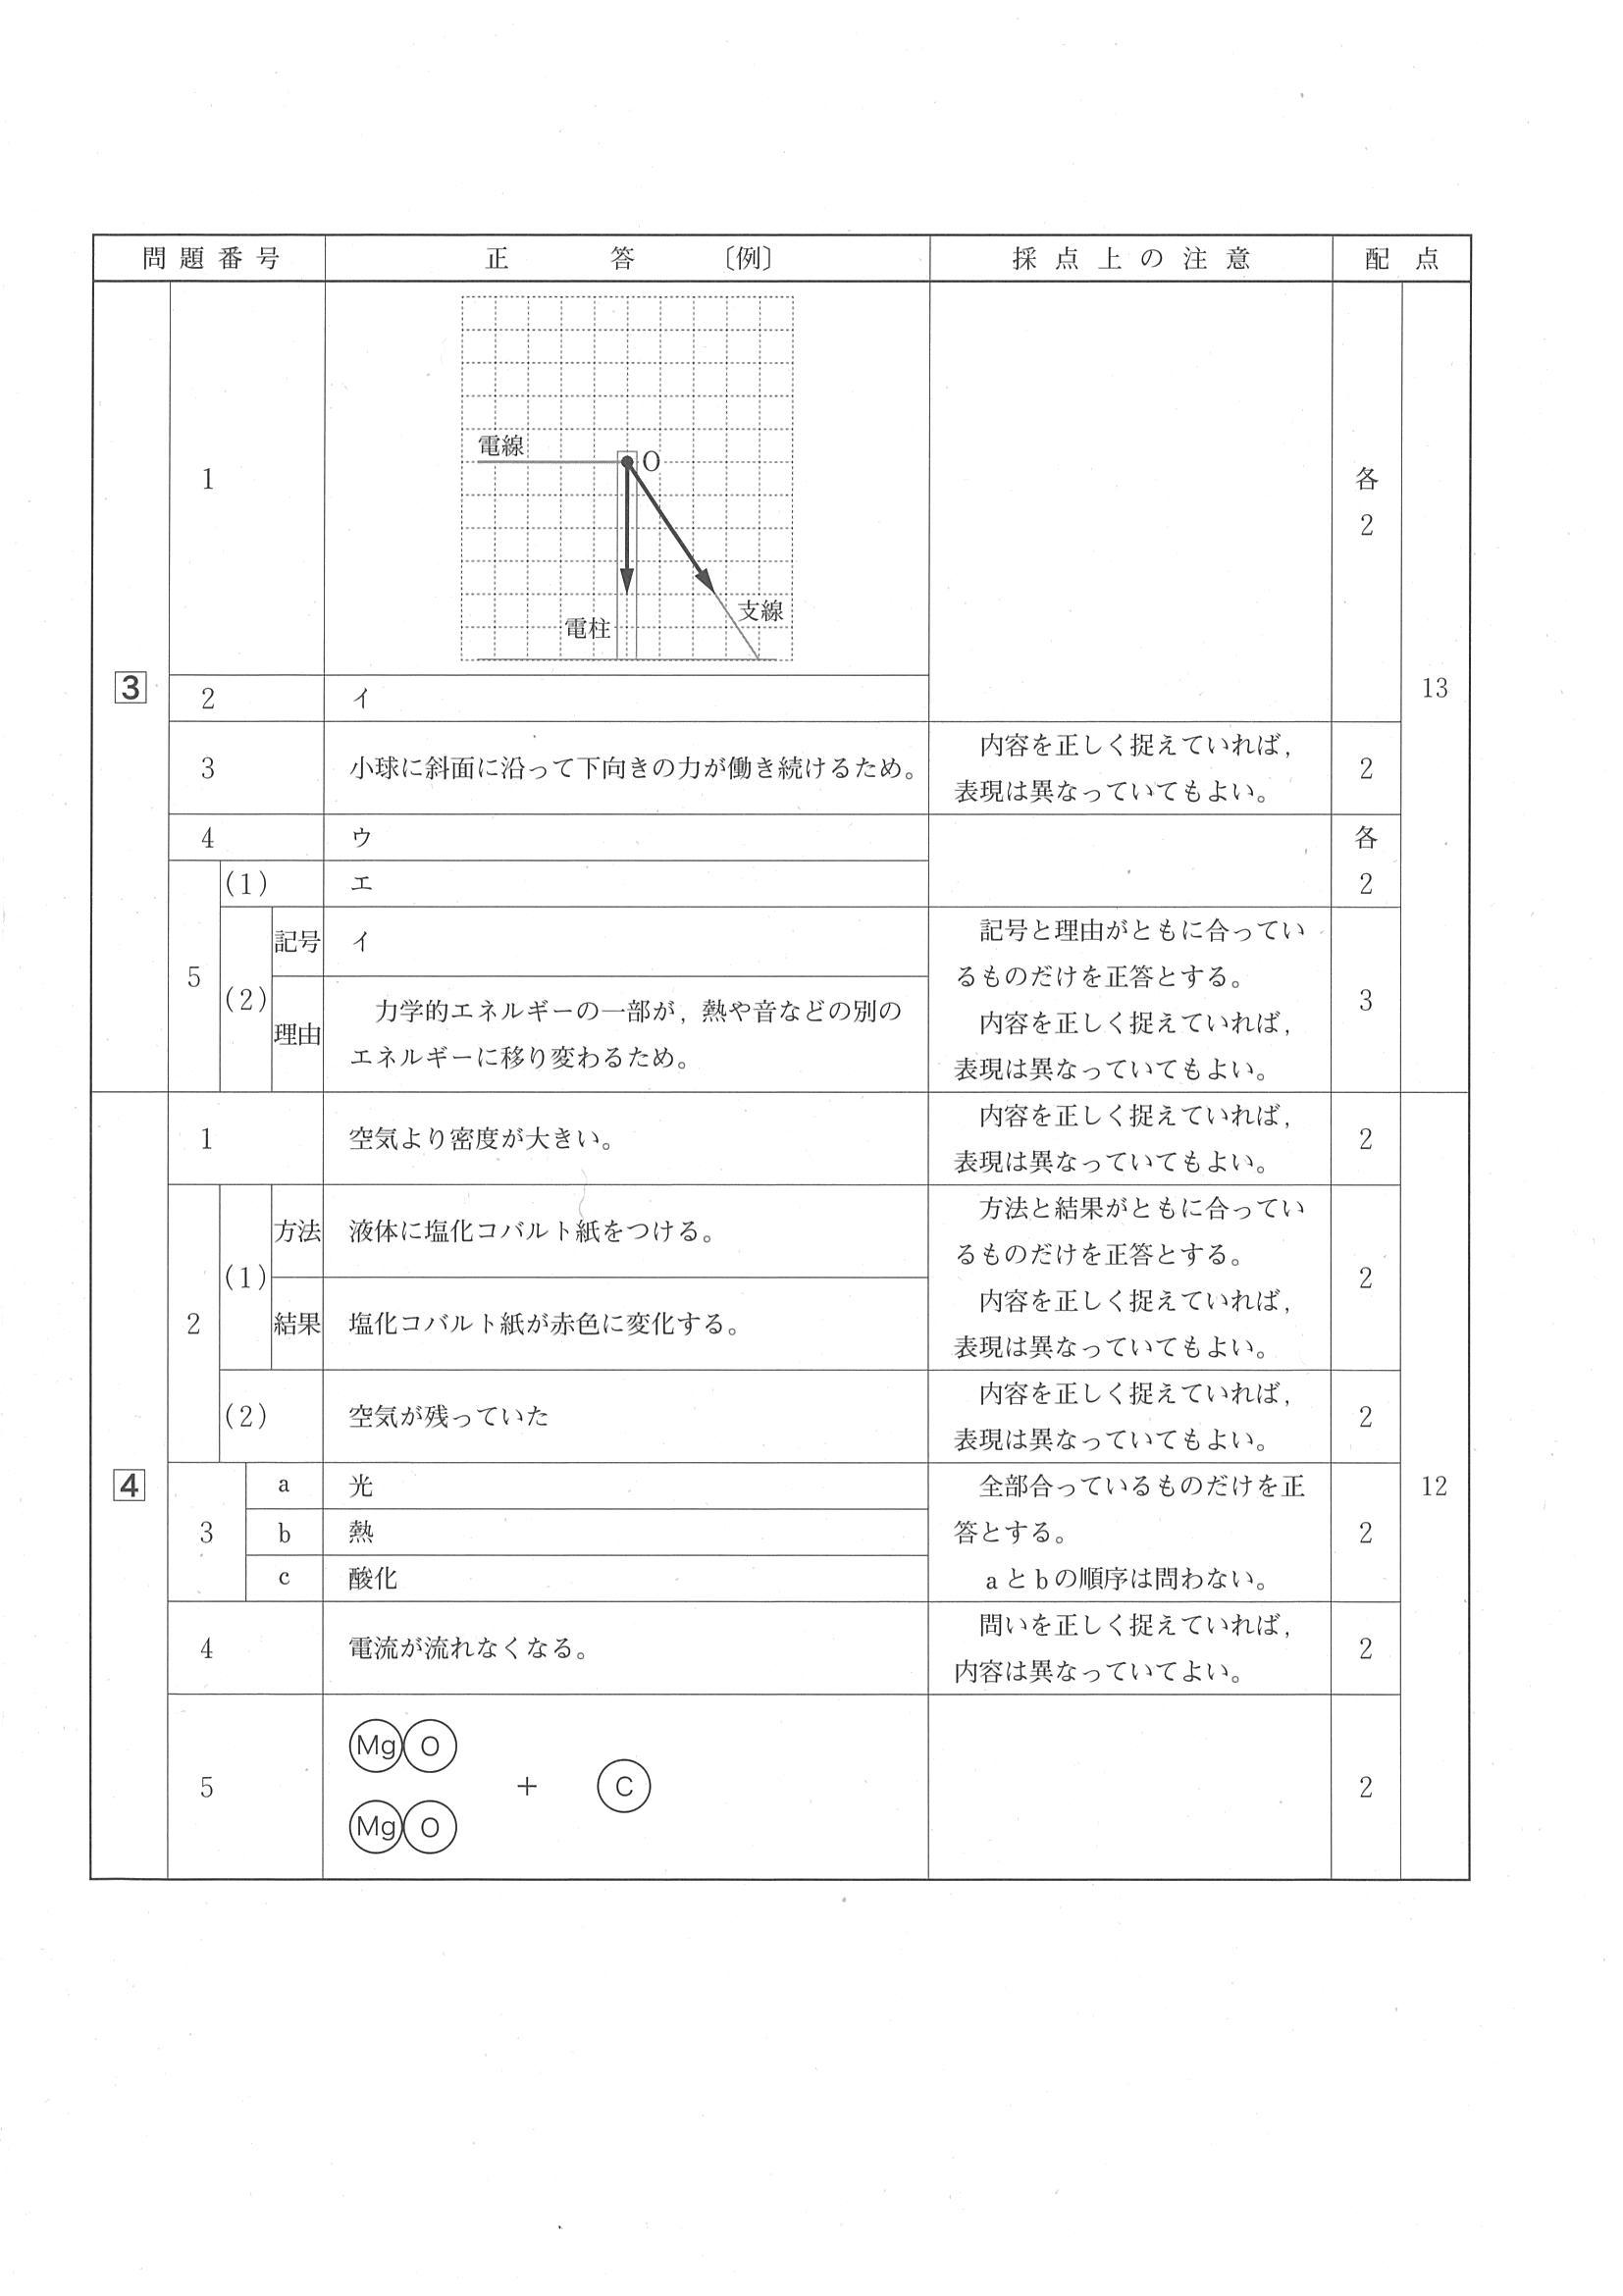 問題番号 正答〔例〕 採点上の注意 配点
3
1
電線
O
電柱
支線
各
2
2 イ
3 小球に斜面に沿って下向きの力が働き続けるため。
内容を正しく捉えていれば，
表現は異なっていてもよい。
2
4 ウ
各
2
5
(1) エ
(2)
記号 イ
理由
力学的エネルギーの一部が，熱や音などの別の
エネルギーに移り変わるため。
記号と理由がともに合ってい
るものだけを正答とする。
内容を正しく捉えていれば，
表現は異なっていてもよい。
3
13
4
1 空気より密度が大きい。
内容を正しく捉えていれば，
表現は異なっていてもよい。
2
2
(1)
方法 液体に塩化コバルト紙をつける。
結果 塩化コバルト紙が赤色に変化する。
方法と結果がともに合ってい
るものだけを正答とする。
内容を正しく捉えていれば，
表現は異なっていてもよい。
2
(2) 空気が残っていた
内容を正しく捉えていれば，
表現は異なっていてもよい。
2
3
a 光
b 熱
c 酸化
全部合っているものだけを正
答とする。
aとbの順序は問わない。
2
4 電流が流れなくなる。
問いを正しく捉えていれば，
内容は異なっていてよい。
2
5
Mg O
＋ C
Mg O
2
12